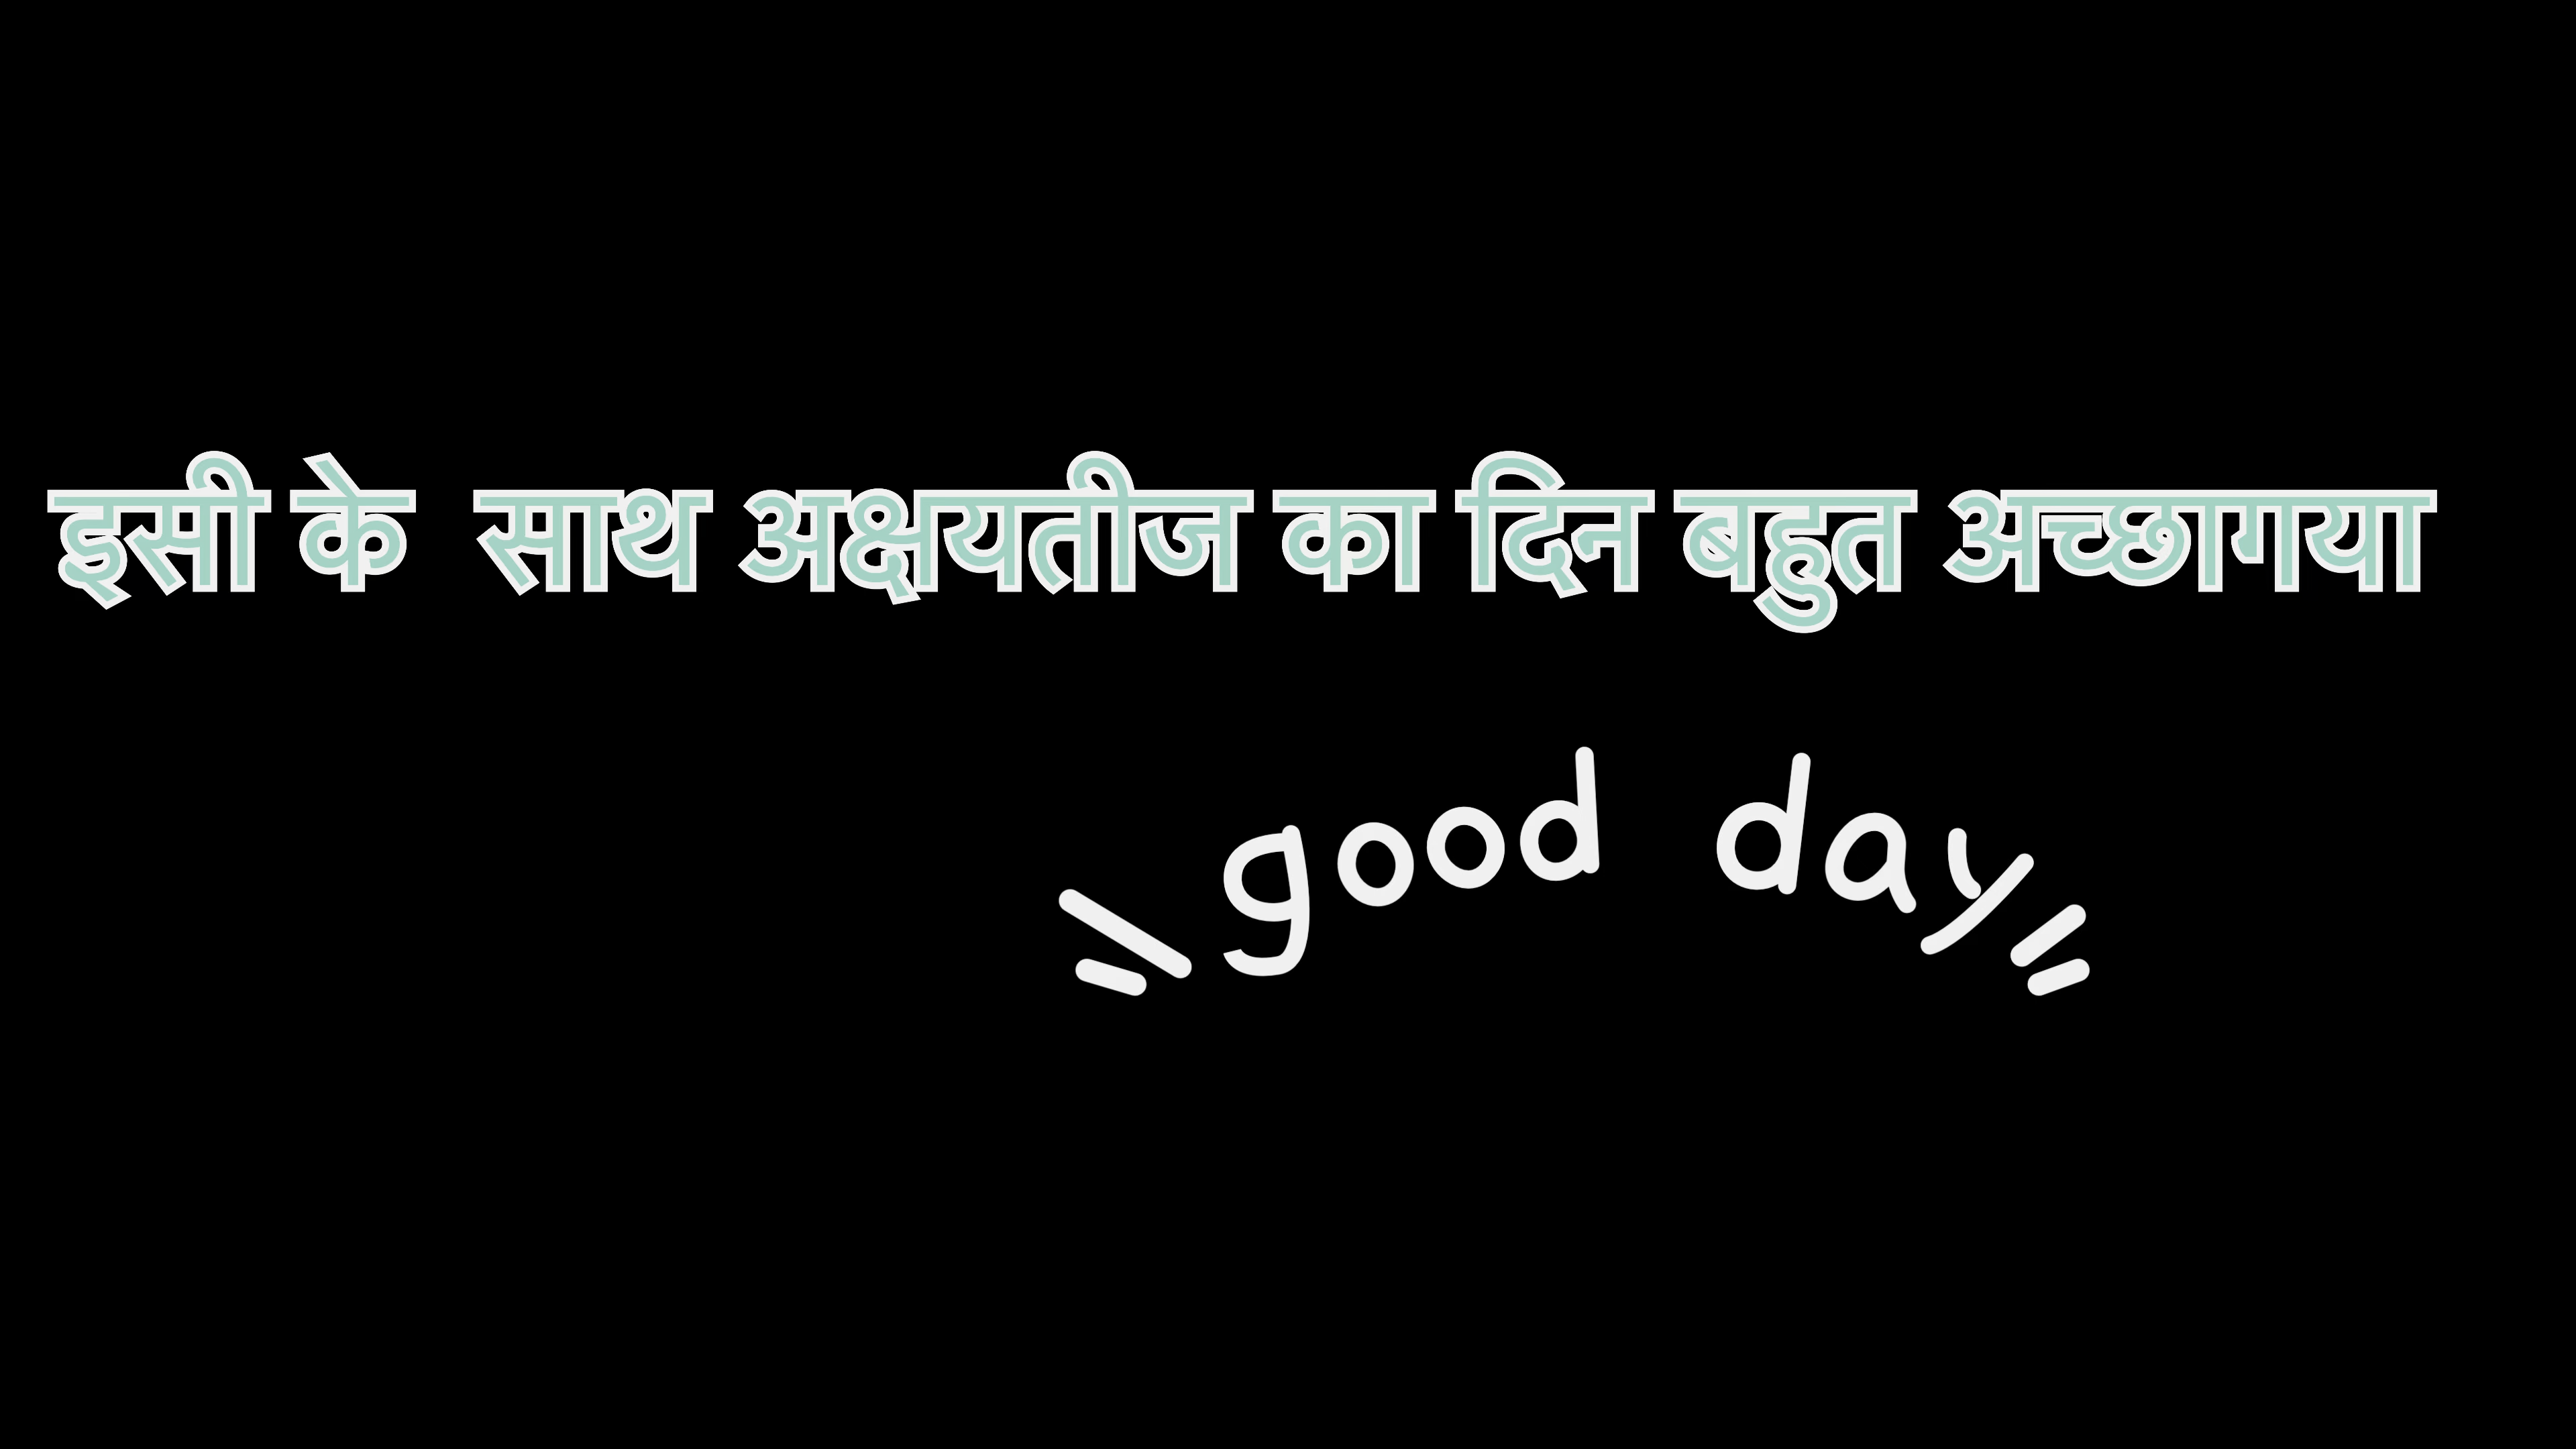 इसी के  साथ अक्षयतीज का दिन बहुत अच्छागया
good day